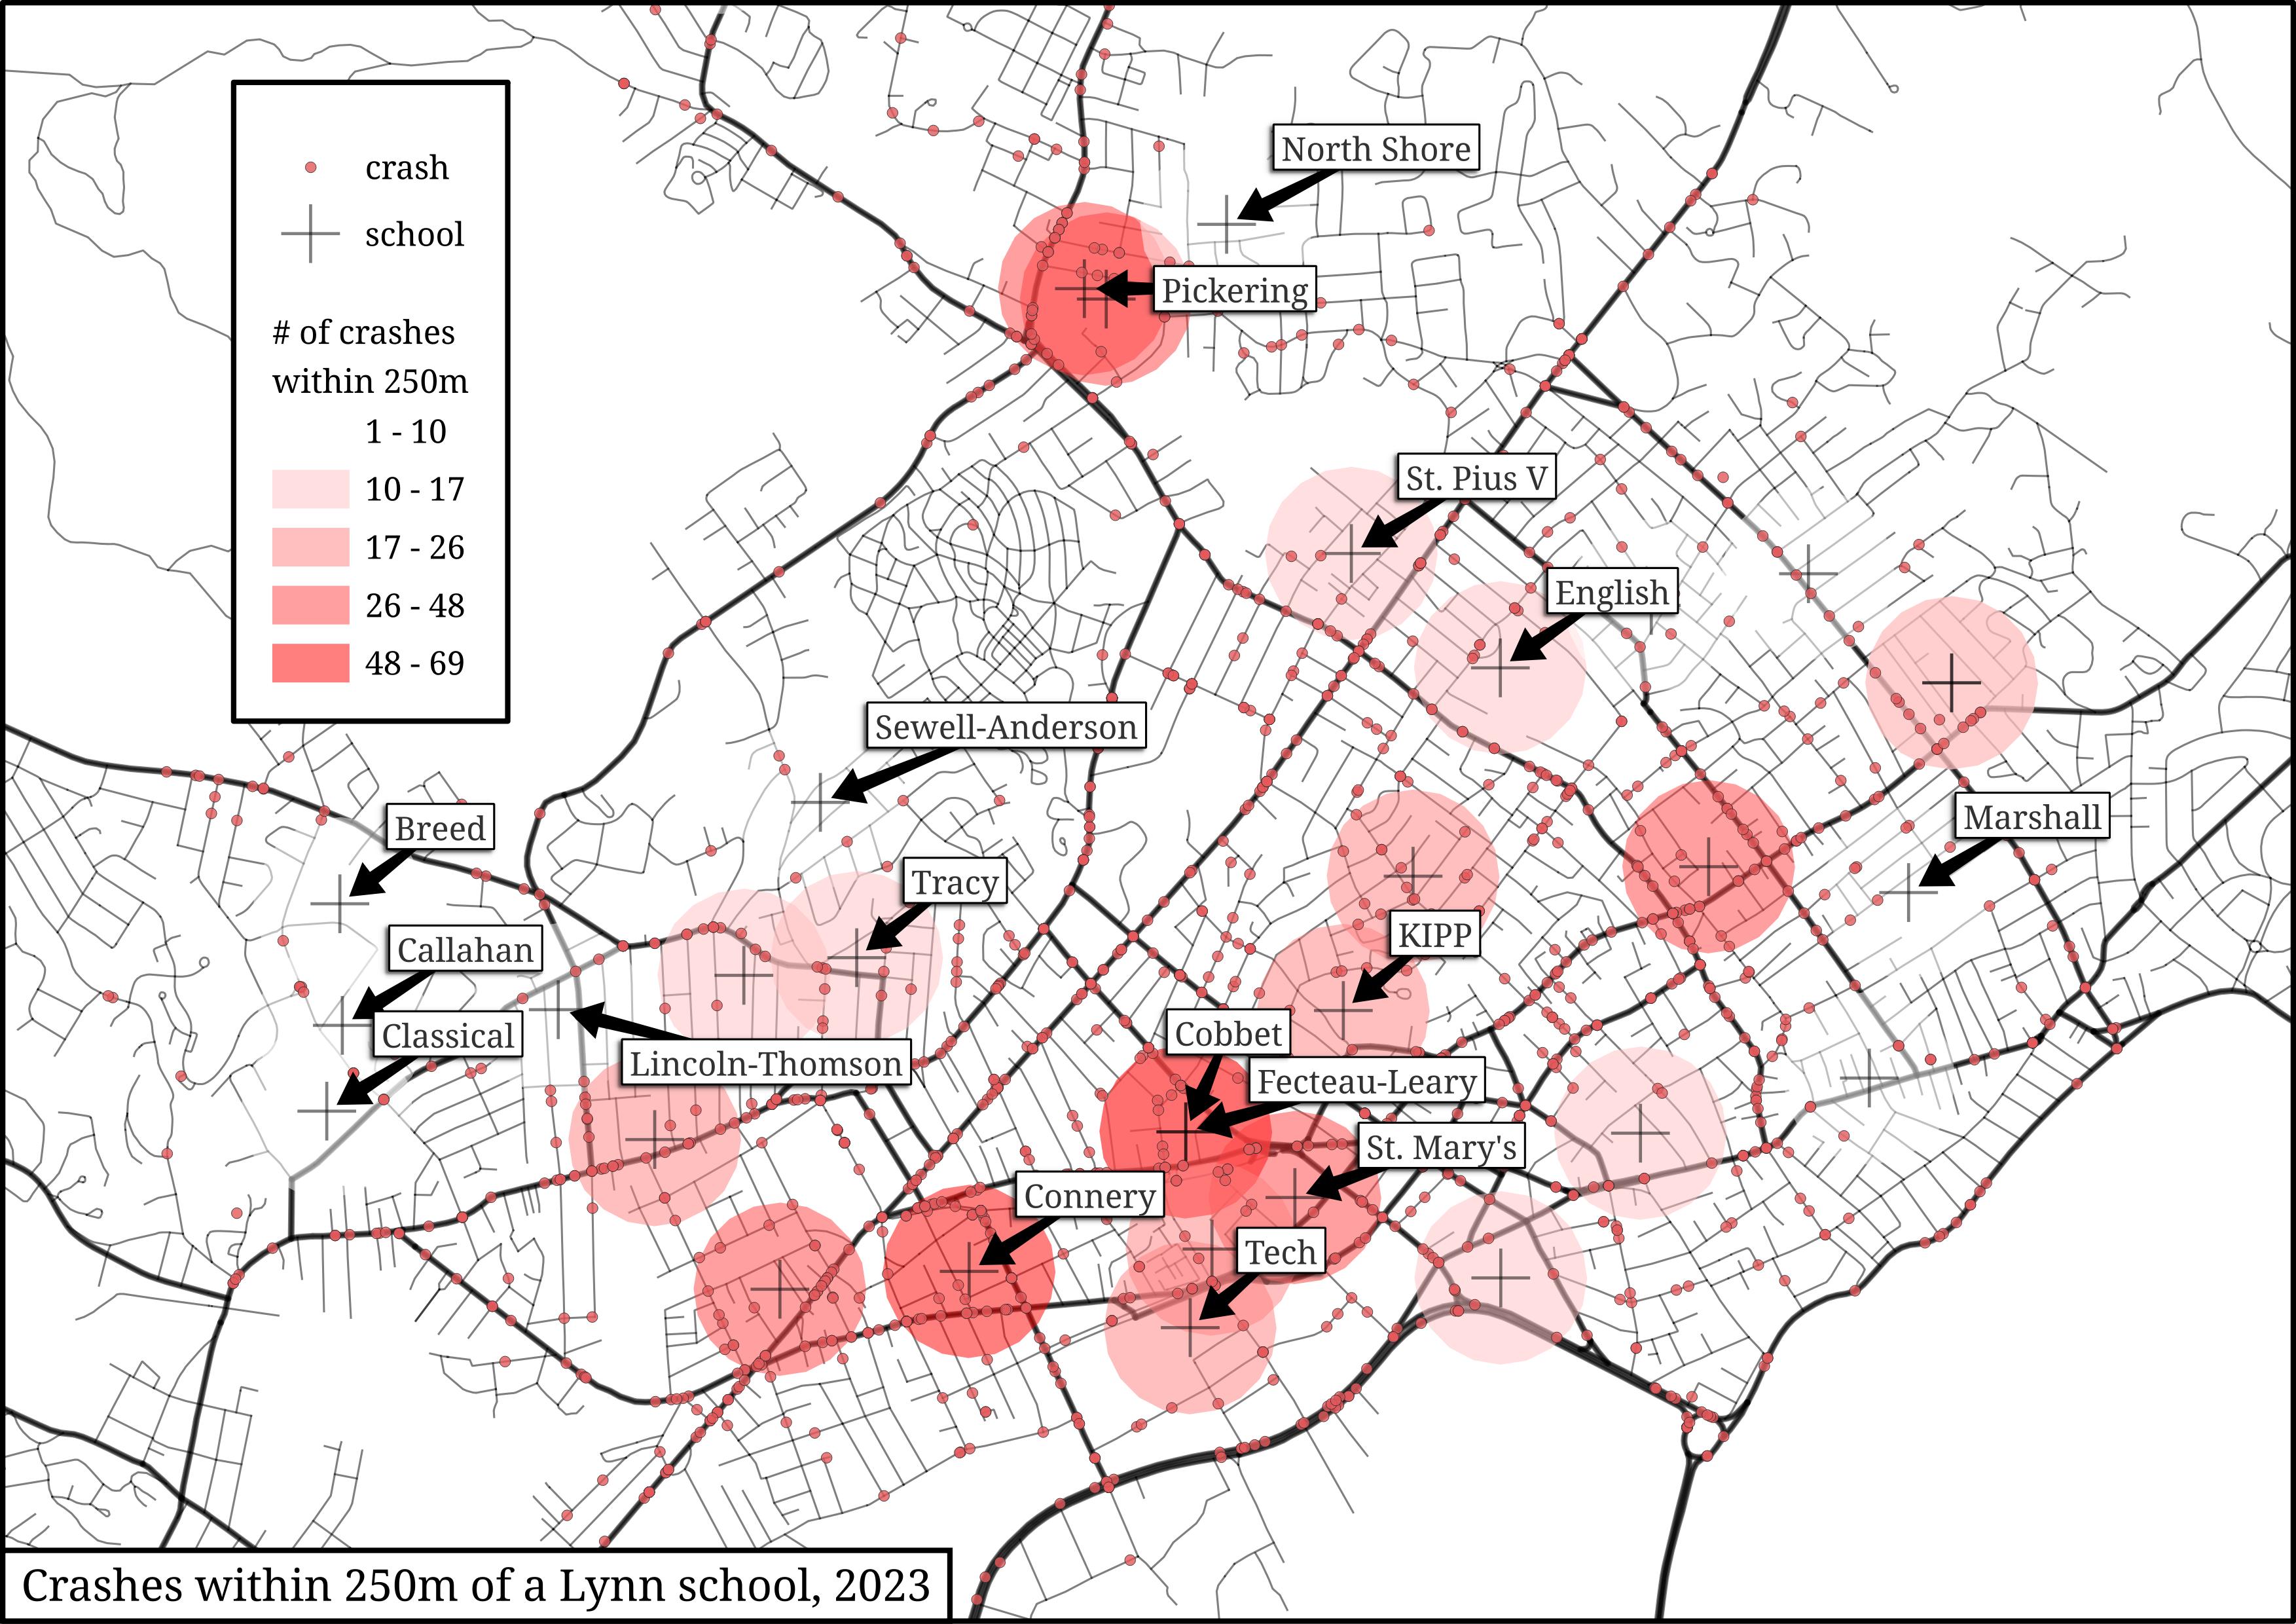 crash
school
# of crashes
within 250m
1 - 10
10 - 17
17 - 26
26 - 48
48 - 69
North Shore
Pickering
St. Pius V
English
Sewell-Anderson
Marshall
Breed
Tracy
KIPP
Callahan
Classical
Cobbet
Lincoln-Thomson
Fecteau-Leary
St. Mary's
Connery
Tech
Crashes within 250m of a Lynn school, 2023